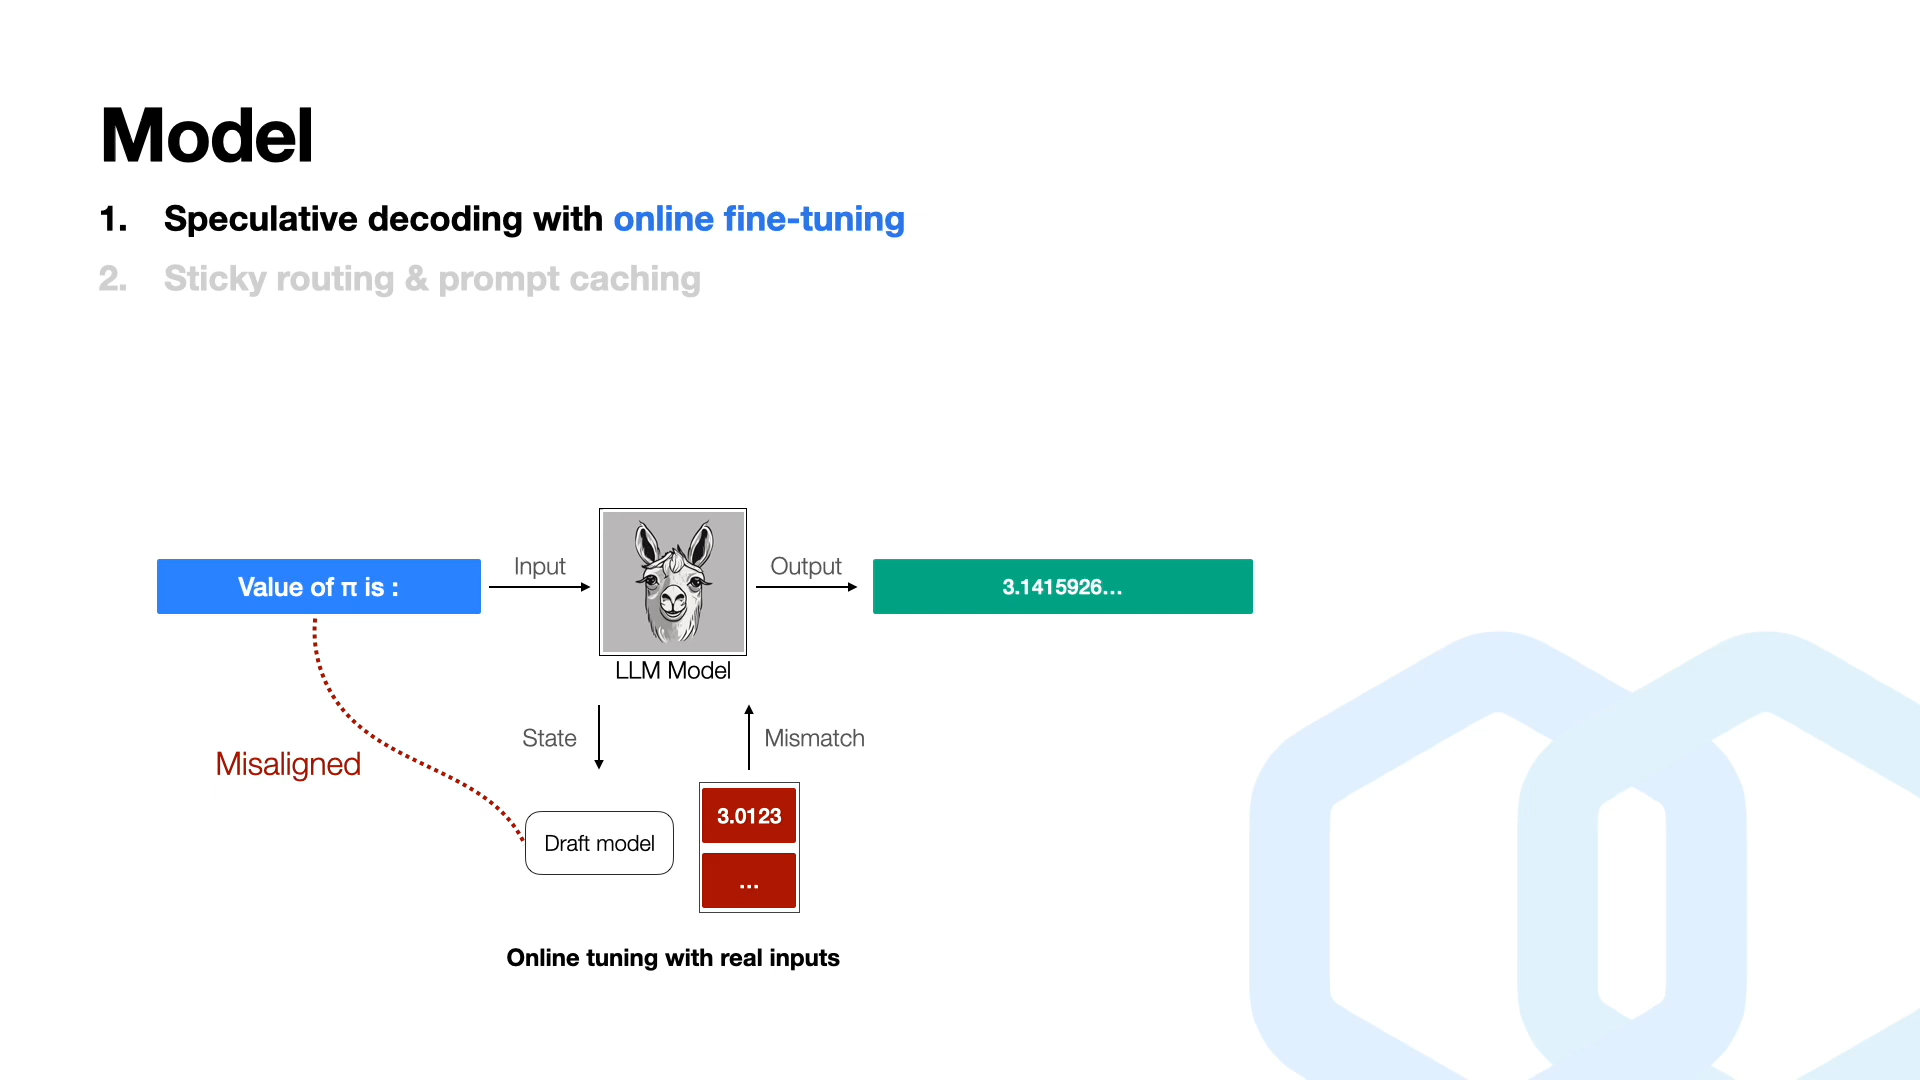 Model
1. Speculative decoding with online fine-tuning
2. Sticky routing & prompt caching
Value of π is :
Input
Output
3.1415926...
LLM Model
State
Mismatch
Misaligned
Draft model
3.0123
...
Online tuning with real inputs